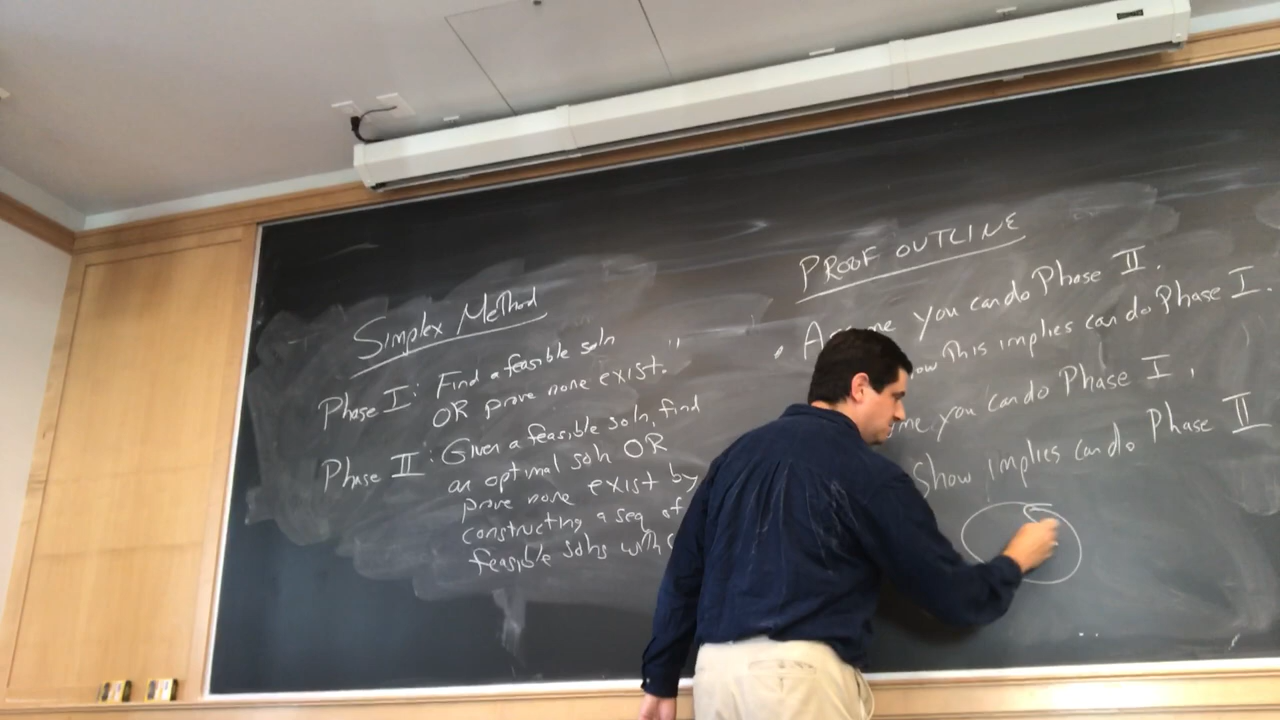 Simplex Method
Phase I: Find a feasible soln
OR prove none exist."
Phase II: Given a feasible soln, find
an optimal soln OR
prove none exist by
constructing a seq of
feasible solns with
PROOF OUTLINE
• Assume you can do Phase II.
This implies can do Phase I.
you can do Phase I,
Show implies can do Phase II